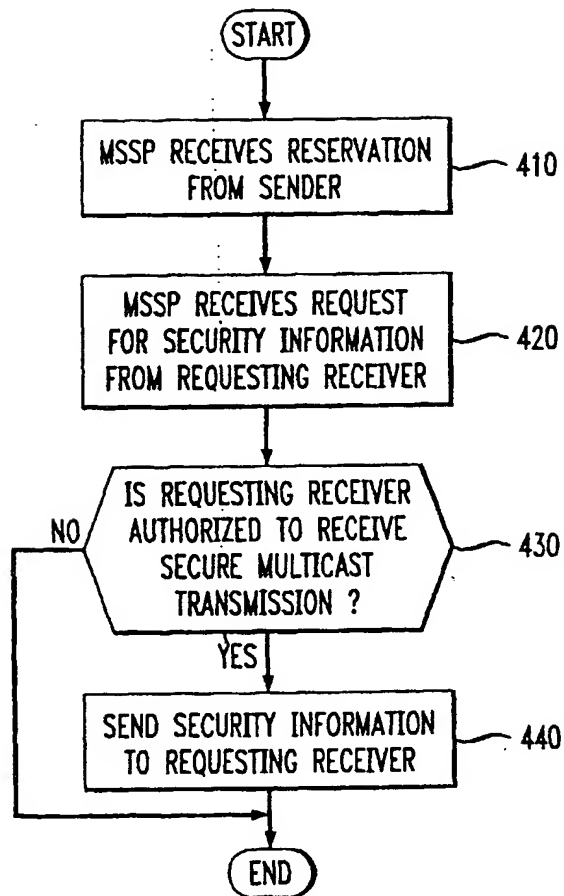 START
MSSP RECEIVES RESERVATION
FROM SENDER
410
MSSP RECEIVES REQUEST
FOR SECURITY INFORMATION
FROM REQUESTING RECEIVER
420
IS REQUESTING RECEIVER
AUTHORIZED TO RECEIVE
SECURE MULTICAST
TRANSMISSION ?
430
NO
YES
SEND SECURITY INFORMATION
TO REQUESTING RECEIVER
440
END